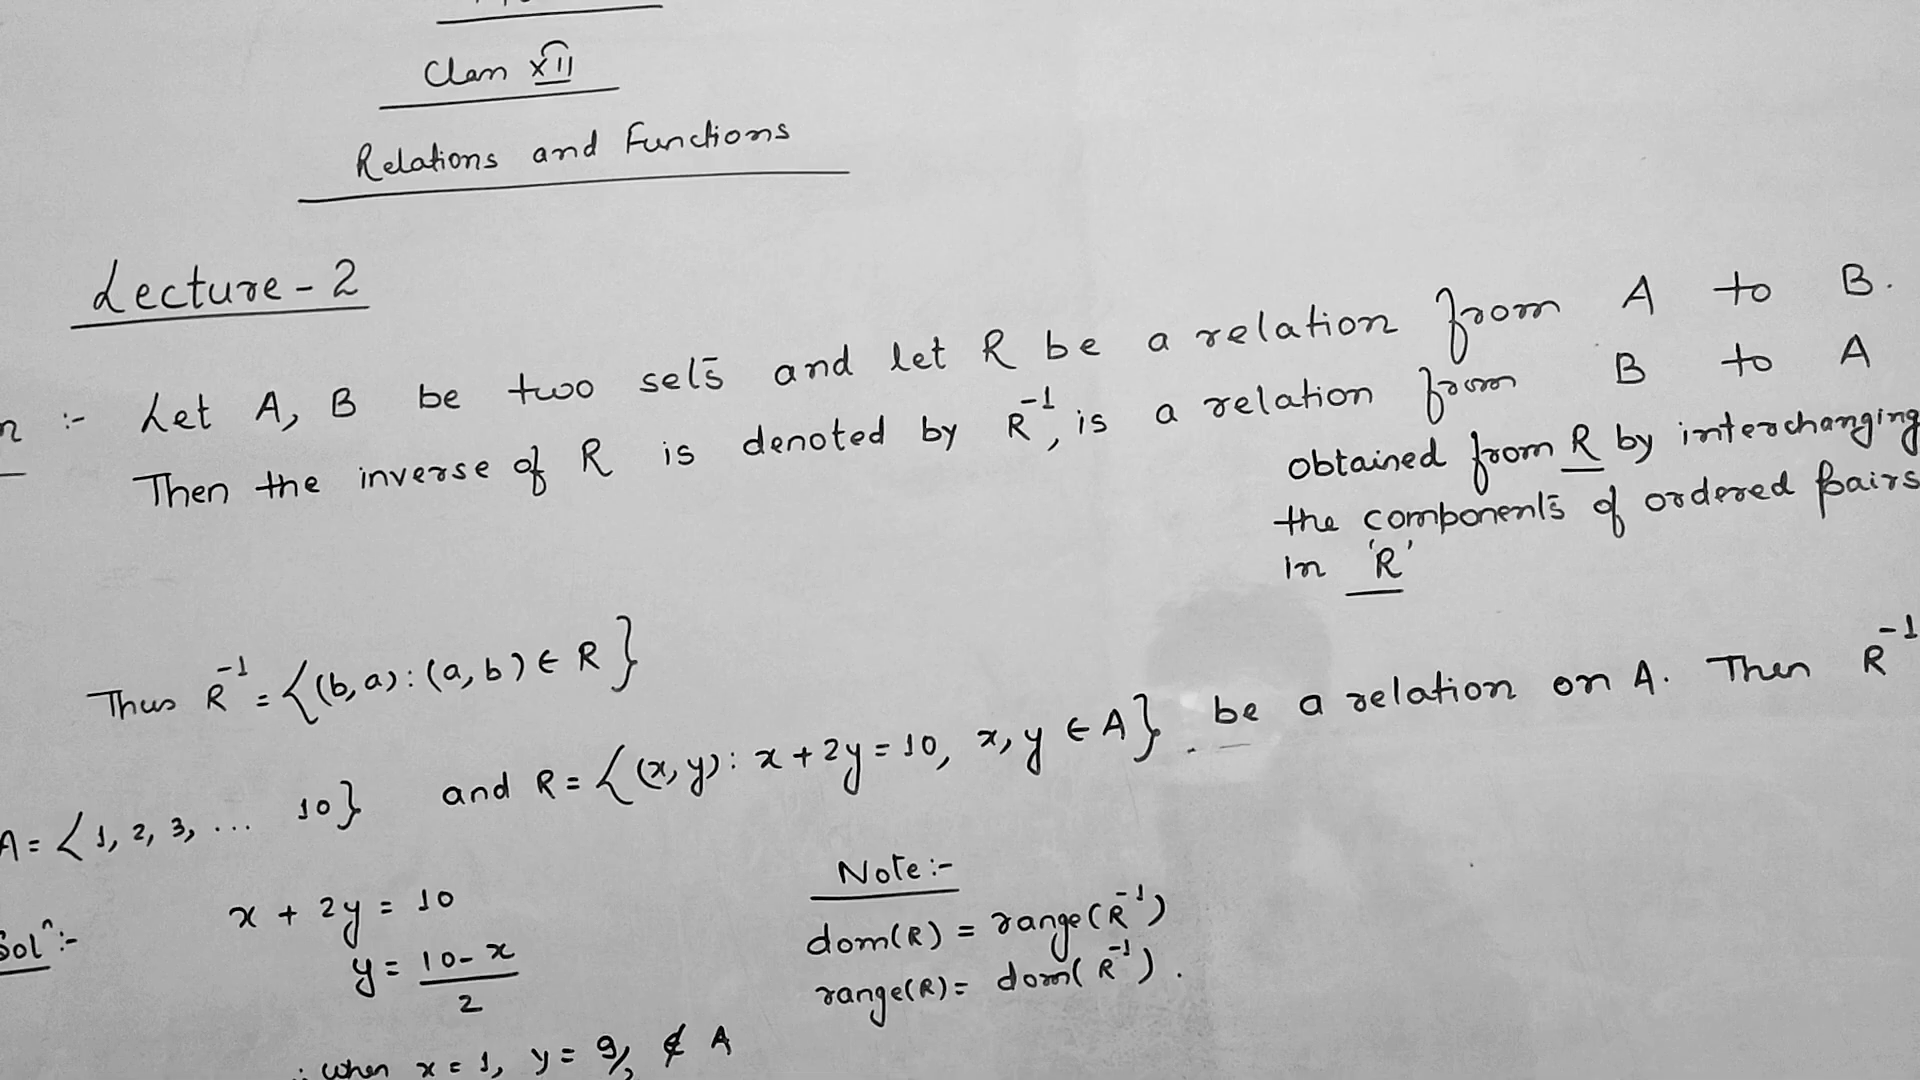 Class XII
Relations and Functions
Lecture - 2
n :- Let A, B be two sets and let R be a relation from A to B.
Then the inverse of R is denoted by R⁻¹, is a relation from B to A
obtained from R by interchanging
the components of ordered pairs
in 'R'
Thus R⁻¹ = {(b,a): (a,b) ∈ R}
A = {1, 2, 3, ... 10} and R = {(x,y): x + 2y = 10, x, y ∈ A} be a relation on A. Then R⁻¹
Solⁿ:- x + 2y = 10
y = (10 - x)/2
Note:-
dom(R) = range(R⁻¹)
range(R) = dom(R⁻¹).
when x = 1, y = ∉ A